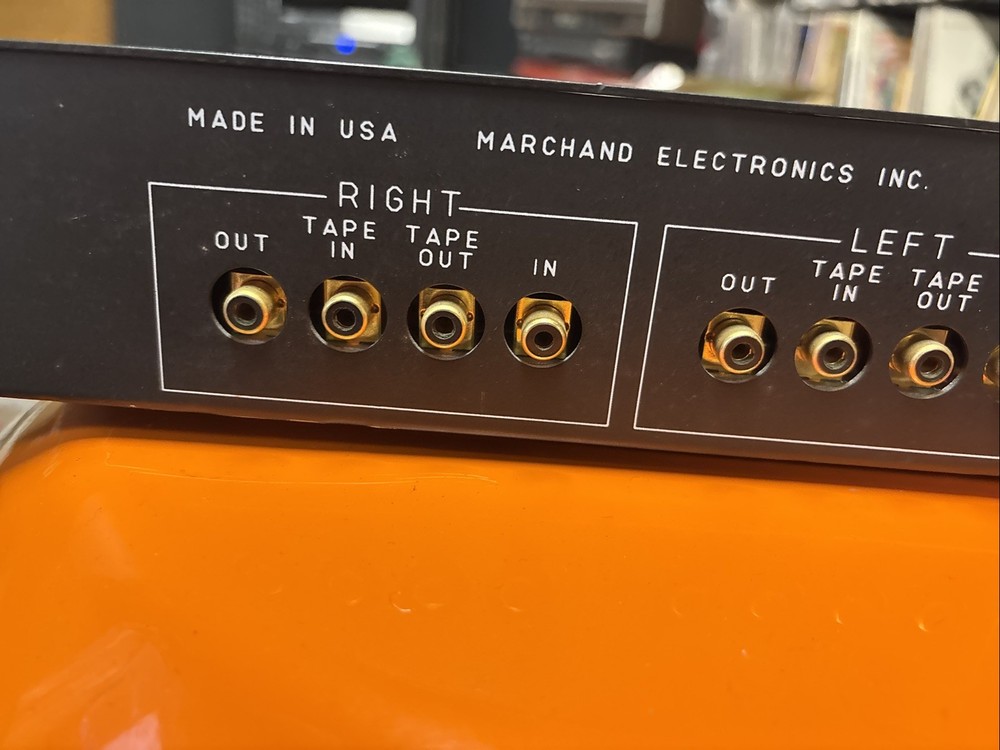 MADE IN USA
MARCHAND ELECTRONICS INC.
RIGHT
OUT
TAPE
IN
TAPE
OUT
IN
LEFT
OUT
TAPE
IN
TAPE
OUT